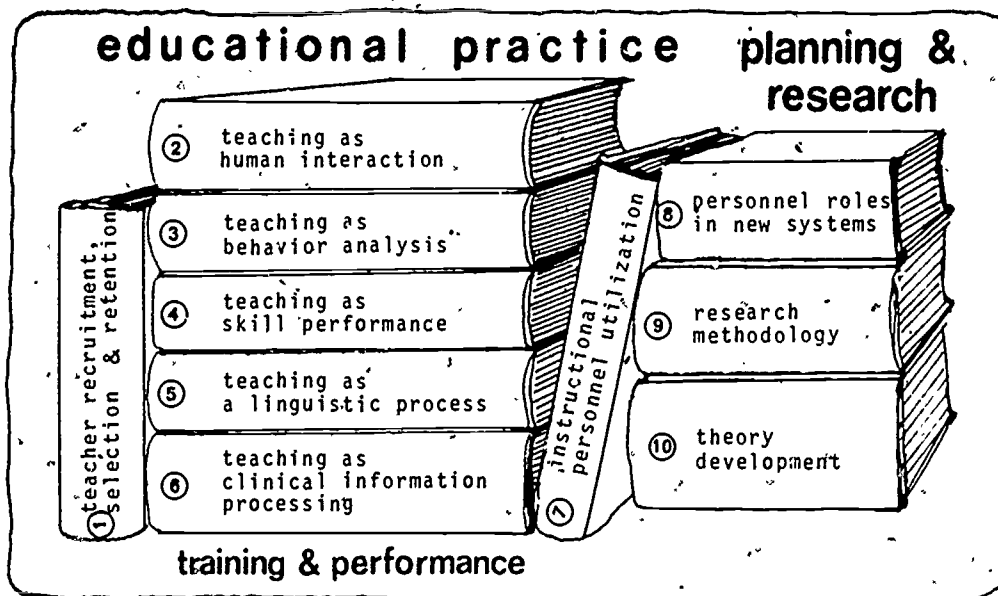 educational practice
planning &
research
① teacher recruitment,
selection & retention
② teaching as
human interaction
③ teaching as
behavior analysis
④ teaching as
skill performance
⑤ teaching as
a linguistic process
⑥ teaching as
clinical information
processing
⑦ instructional
personnel utilization
⑧ personnel roles
in new systems
⑨ research
methodology
⑩ theory
development
training & performance